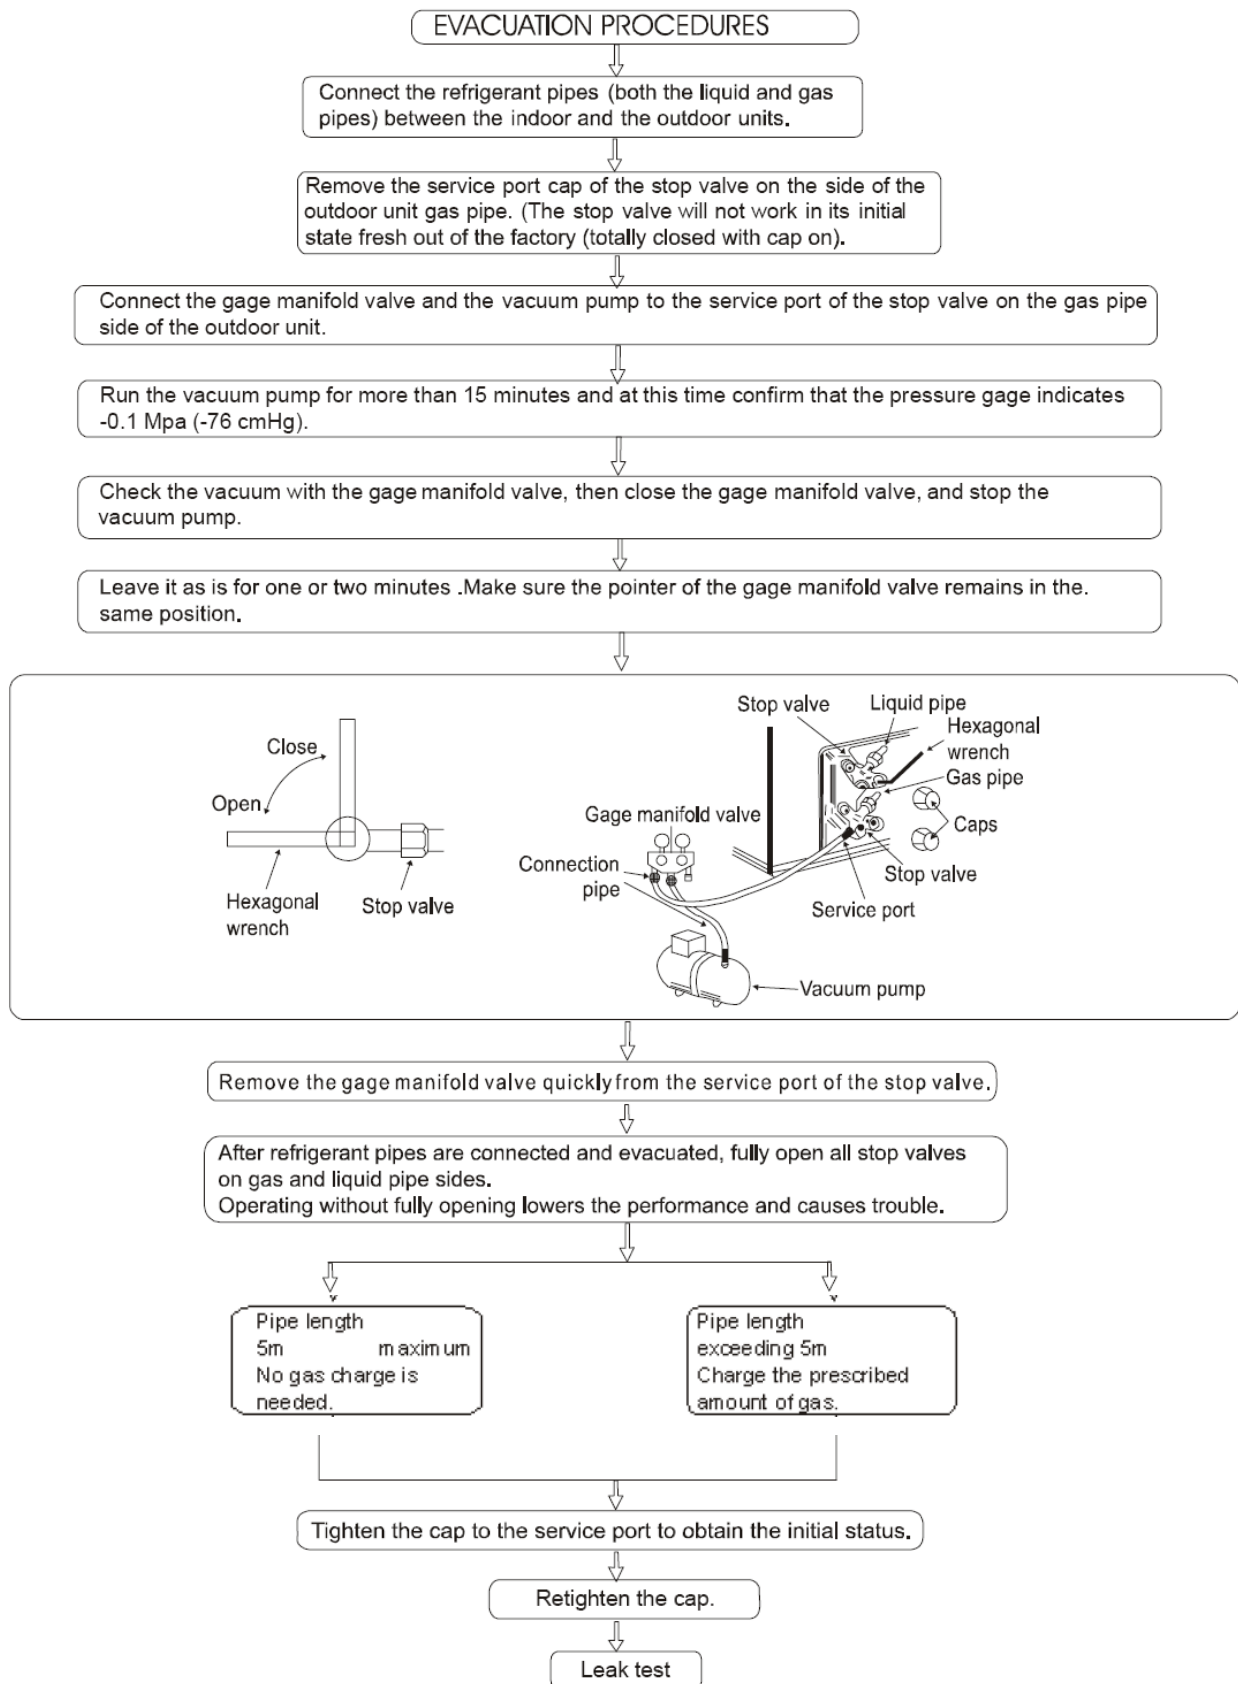 EVACUATION PROCEDURES
Connect the refrigerant pipes (both the liquid and gas
pipes) between the indoor and the outdoor units.
Remove the service port cap of the stop valve on the side of the
outdoor unit gas pipe. (The stop valve will not work in its initial
state fresh out of the factory (totally closed with cap on).
Connect the gage manifold valve and the vacuum pump to the service port of the stop valve on the gas pipe
side of the outdoor unit.
Run the vacuum pump for more than 15 minutes and at this time confirm that the pressure gage indicates
-0.1 Mpa (-76 cmHg).
Check the vacuum with the gage manifold valve, then close the gage manifold valve, and stop the
vacuum pump.
Leave it as is for one or two minutes .Make sure the pointer of the gage manifold valve remains in the.
same position.
Close
Open
Hexagonal
wrench
Stop valve
Stop valve
Liquid pipe
Hexagonal
wrench
Gas pipe
Caps
Gage manifold valve
Connection
pipe
Stop valve
Service port
Vacuum pump
Remove the gage manifold valve quickly from the service port of the stop valve.
After refrigerant pipes are connected and evacuated, fully open all stop valves
on gas and liquid pipe sides.
Operating without fully opening lowers the performance and causes trouble.
Pipe length
5m maximum
No gas charge is
needed.
Pipe length
exceeding 5m
Charge the prescribed
amount of gas.
Tighten the cap to the service port to obtain the initial status.
Retighten the cap.
Leak test